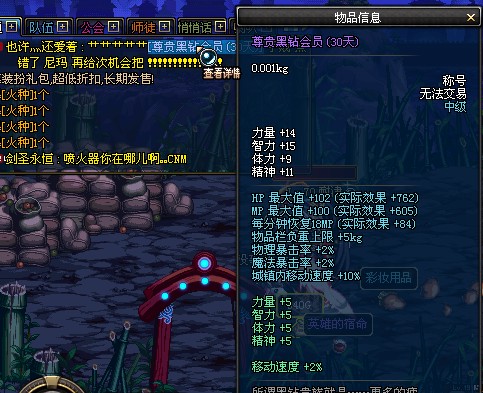 队伍 公会 师徒 悄悄话
也许灬还爱着:
尊贵黑钻会员(3
错了 尼玛 再给次机会把
查看详情
装扮礼包,超低折扣,长期发售!
[火种]1个
[火种]1个
[火种]1个
[火种]1个
剑圣永恒:喷火器你在哪儿啊。。CNM
物品信息
尊贵黑钻会员(30天)
0.001kg
称号
无法交易
中级
力量 +14
智力 +15
体力 +9
精神 +11
HP 最大值 +102 (实际效果 +762)
MP 最大值 +100 (实际效果 +605)
每分钟恢复18MP (实际效果 +84)
物品栏负重上限 +5kg
物理暴击率 +2%
魔法暴击率 +2%
城镇内移动速度 +10%
彩妆用品
力量 +5
智力 +5
体力 +5
精神 +5
英雄的宿命
移动速度 +2%